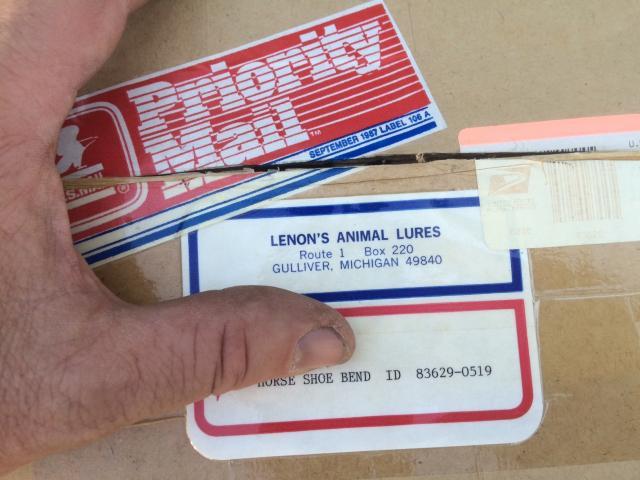 Priority
Mail™
SEPTEMBER 1987 LABEL 106 A
S. MAIL®
LENON'S ANIMAL LURES
Route 1 Box 220
GULLIVER, MICHIGAN 49840
HORSE SHOE BEND ID 83629-0519